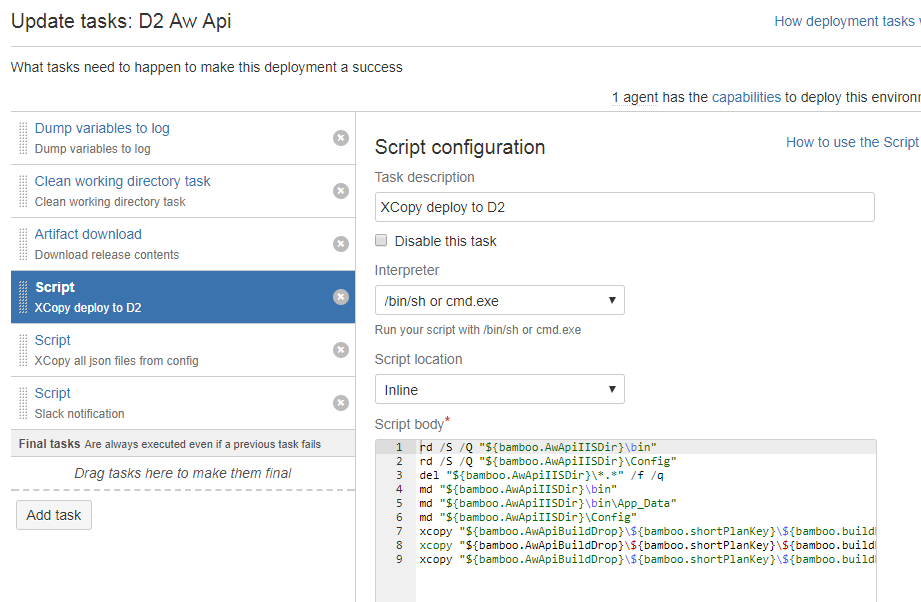 Update tasks: D2 Aw Api
How deployment tasks
What tasks need to happen to make this deployment a success
1 agent has the capabilities to deploy this environ
Dump variables to log
Dump variables to log
Clean working directory task
Clean working directory task
Artifact download
Download release contents
Script
XCopy deploy to D2
Script
XCopy all json files from config
Script
Slack notification
Final tasks Are always executed even if a previous task fails
Drag tasks here to make them final
Add task
Script configuration
How to use the Script
Task description
XCopy deploy to D2
Disable this task
Interpreter
/bin/sh or cmd.exe
Run your script with /bin/sh or cmd.exe
Script location
Inline
Script body*
1 rd /S /Q "${bamboo.AwApiIISDir}\bin"
2 rd /S /Q "${bamboo.AwApiIISDir}\Config"
3 del "${bamboo.AwApiIISDir}\*.*" /f /q
4 md "${bamboo.AwApiIISDir}\bin"
5 md "${bamboo.AwApiIISDir}\bin\App_Data"
6 md "${bamboo.AwApiIISDir}\Config"
7 xcopy "${bamboo.AwApiBuildDrop}\${bamboo.shortPlanKey}\${bamboo.build
8 xcopy "${bamboo.AwApiBuildDrop}\${bamboo.shortPlanKey}\${bamboo.build
9 xcopy "${bamboo.AwApiBuildDrop}\${bamboo.shortPlanKey}\${bamboo.build